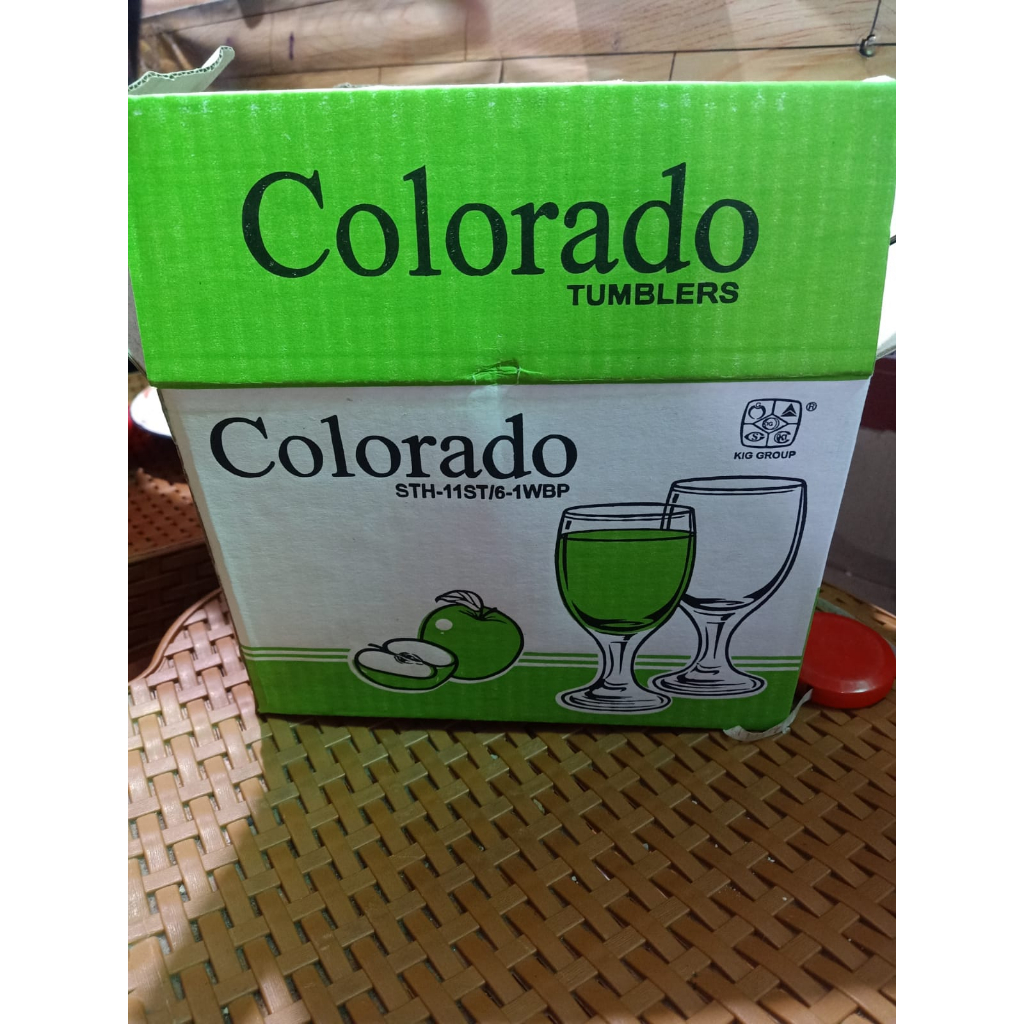 Colorado
TUMBLERS
Colorado
STH-11ST/6-1WBP
®
KIG GROUP